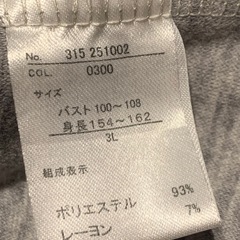 No. 315 251002
COL. 0300
サイズ
バスト100〜108
身長154〜162
3L
組成表示
93%
ポリエステル
7%
レーヨン